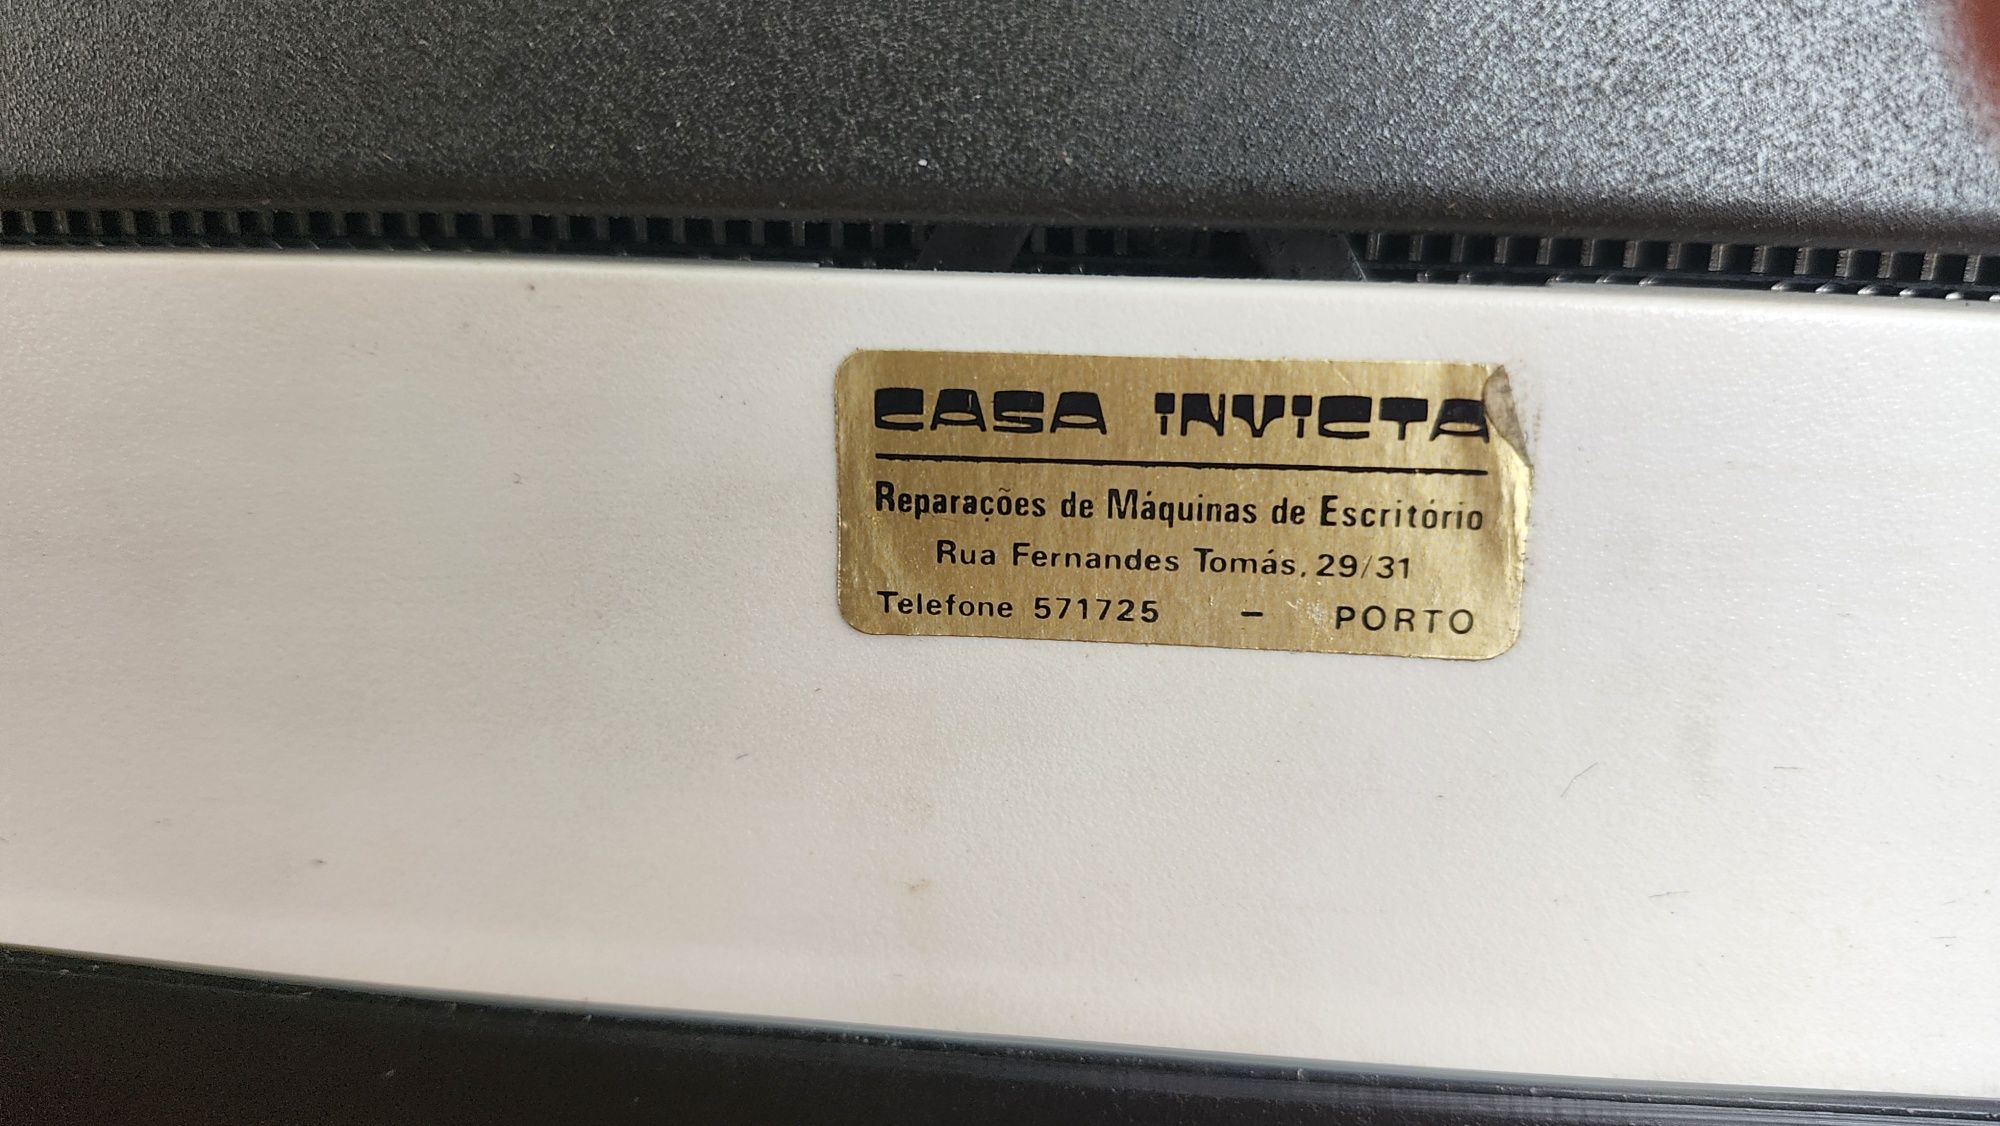 CASA INVICTA
Reparações de Máquinas de Escritório
Rua Fernandes Tomás, 29/31
Telefone 571725 – PORTO